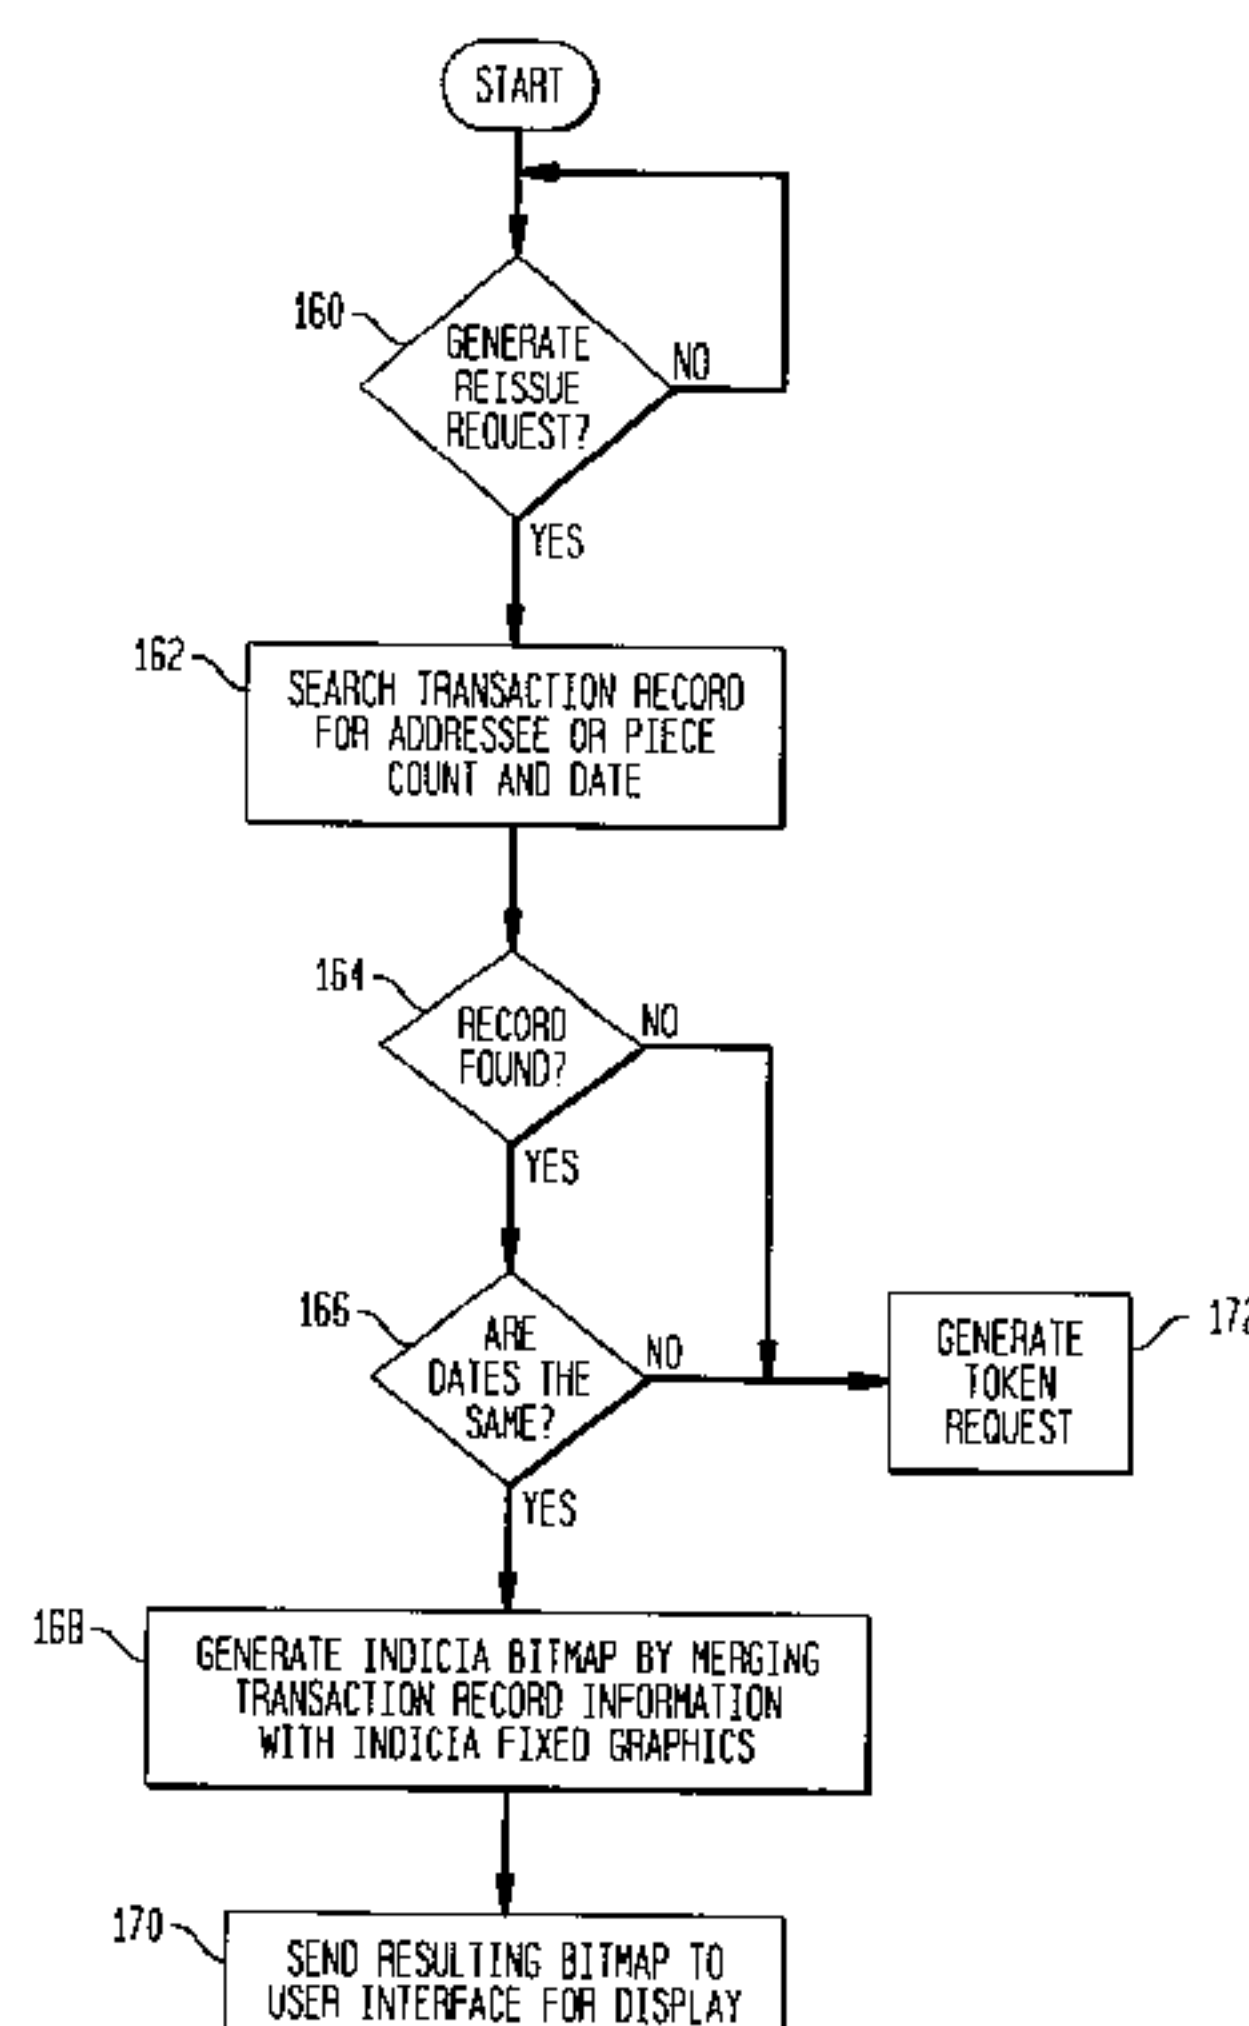 START
160
GENERATE
REISSUE
REQUEST?
NO
YES
162
SEARCH TRANSACTION RECORD
FOR ADDRESSEE OR PIECE
COUNT AND DATE
164
RECORD
FOUND?
NO
YES
166
ARE
DATES THE
SAME?
NO
YES
GENERATE
TOKEN
REQUEST
172
168
GENERATE INDICIA BITMAP BY MERGING
TRANSACTION RECORD INFORMATION
WITH INDICIA FIXED GRAPHICS
170
SEND RESULTING BITMAP TO
USER INTERFACE FOR DISPLAY